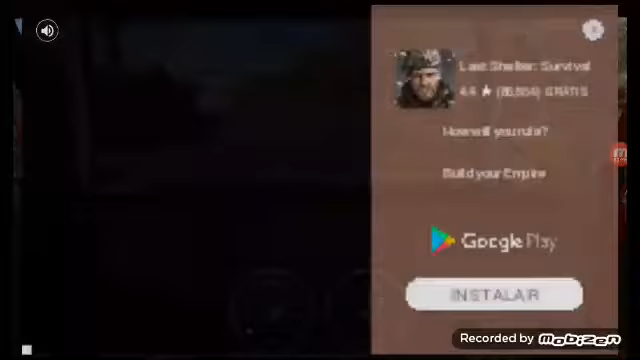 Last Shelter: Survival
GRATIS
How will you rule?
Build your Empire
Google Play
INSTALAR
Recorded by mobizen